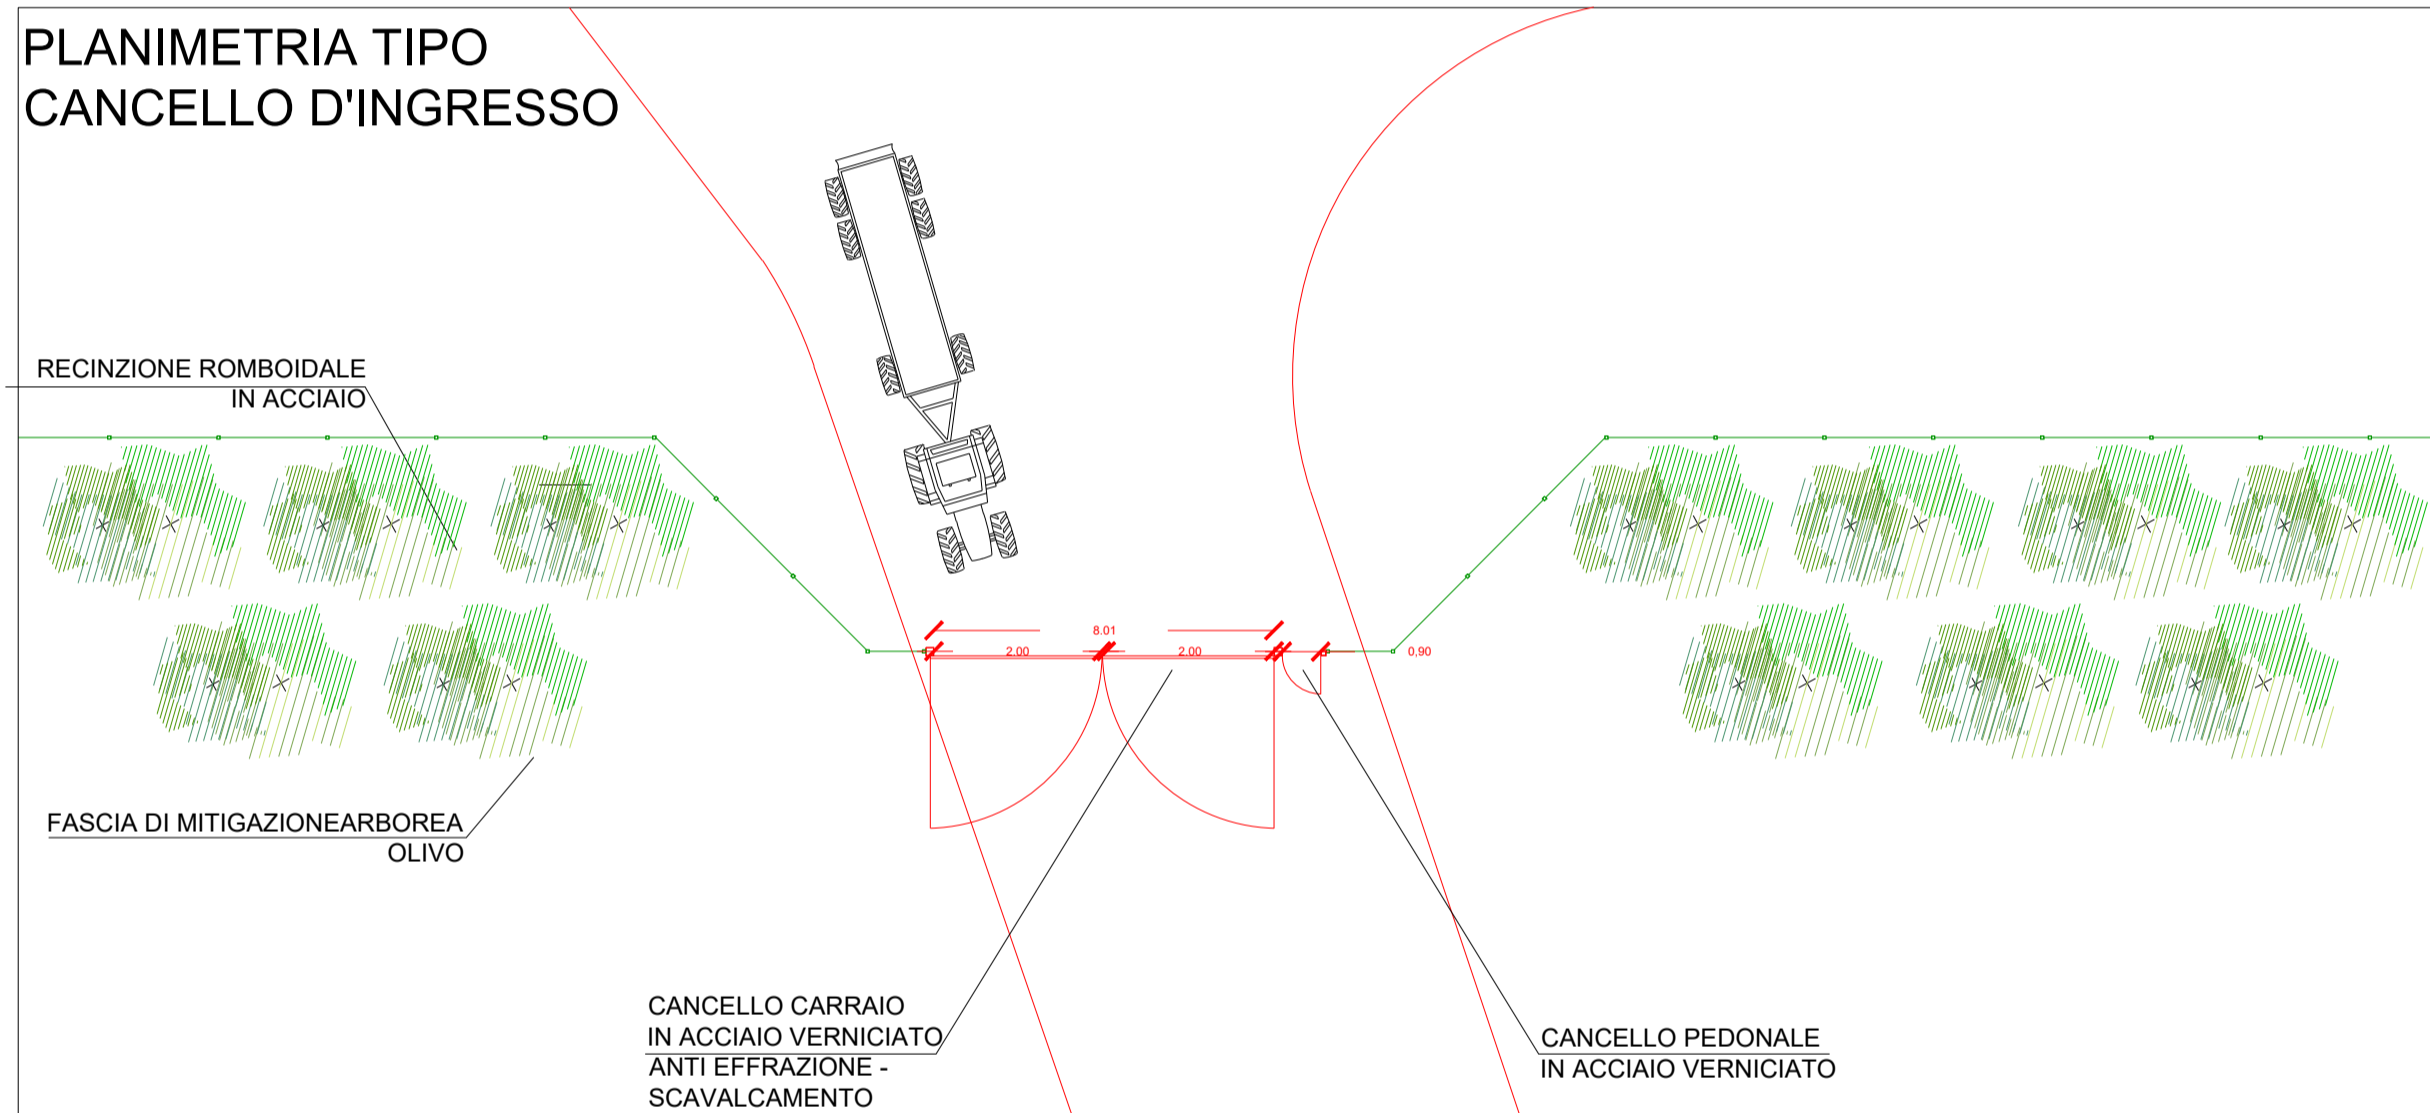 PLANIMETRIA TIPO
CANCELLO D'INGRESSO
RECINZIONE ROMBOIDALE
IN ACCIAIO
8.01
2.00
2.00
0,90
FASCIA DI MITIGAZIONEARBOREA
OLIVO
CANCELLO CARRAIO
IN ACCIAIO VERNICIATO
ANTI EFFRAZIONE -
SCAVALCAMENTO
CANCELLO PEDONALE
IN ACCIAIO VERNICIATO